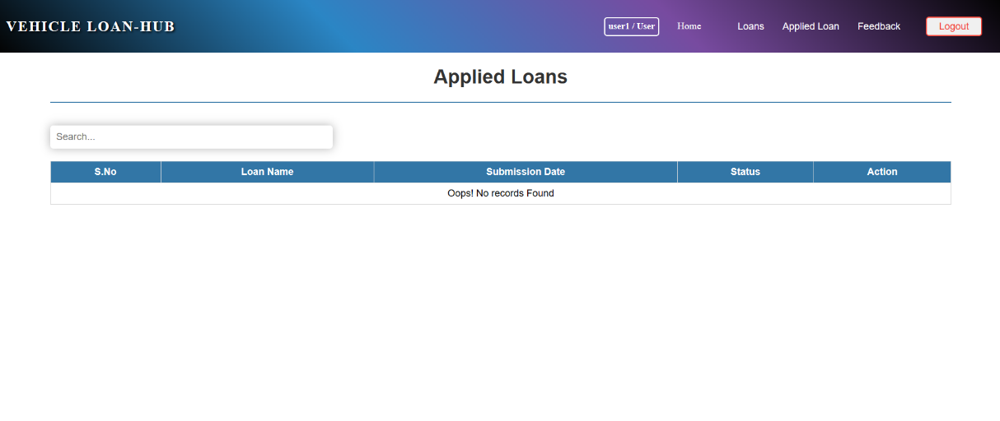 VEHICLE LOAN-HUB
user1 / User Home Loans Applied Loan Feedback Logout
Applied Loans
Search...
S.No Loan Name Submission Date Status Action
Oops! No records Found